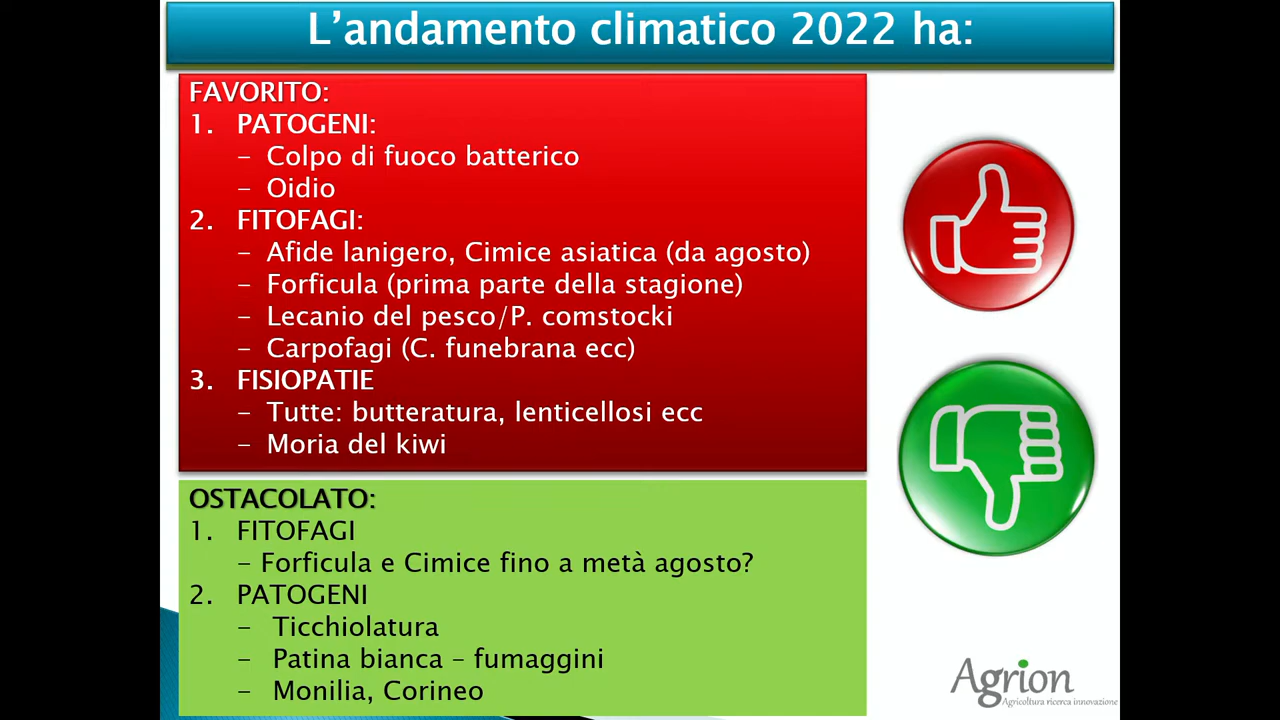 L’andamento climatico 2022 ha:
FAVORITO:
1. PATOGENI:
– Colpo di fuoco batterico
– Oidio
2. FITOFAGI:
– Afide lanigero, Cimice asiatica (da agosto)
– Forficula (prima parte della stagione)
– Lecanio del pesco/P. comstocki
– Carpofagi (C. funebrana ecc)
3. FISIOPATIE
– Tutte: butteratura, lenticellosi ecc
– Moria del kiwi
OSTACOLATO:
1. FITOFAGI
– Forficula e Cimice fino a metà agosto?
2. PATOGENI
– Ticchiolatura
– Patina bianca – fumaggini
– Monilia, Corineo
Agrion
Agricoltura ricerca innovazione